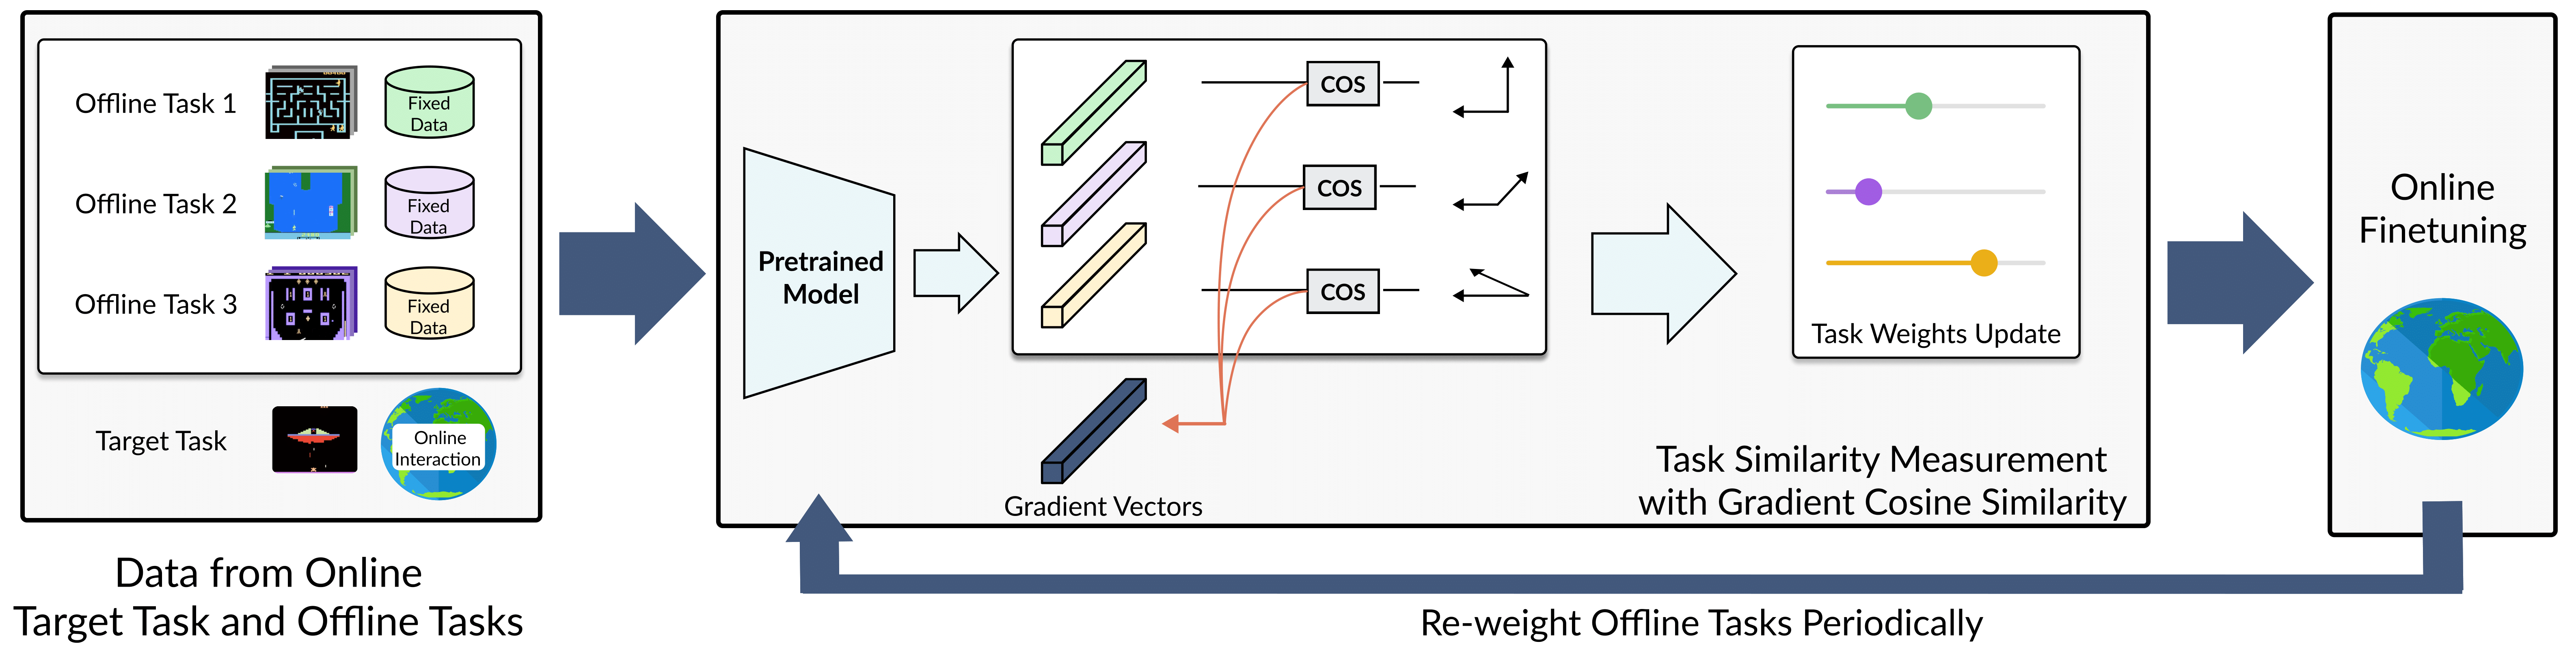 Offline Task 1
Fixed
Data
Offline Task 2
Fixed
Data
Offline Task 3
Fixed
Data
Target Task
Online
Interaction
Data from Online
Target Task and Offline Tasks
Pretrained
Model
COS
COS
COS
Gradient Vectors
Task Weights Update
Task Similarity Measurement
with Gradient Cosine Similarity
Online
Finetuning
Re-weight Offline Tasks Periodically